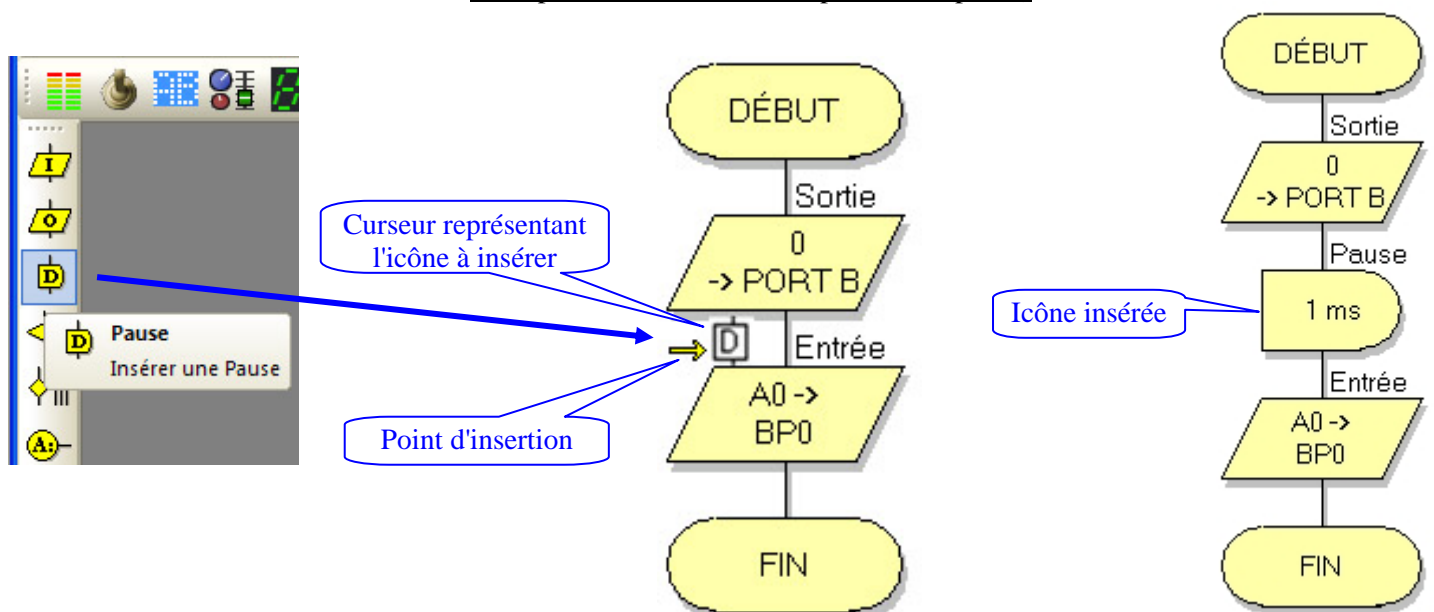 I
O
D
D
Pause
Insérer une Pause
A:
Curseur représentant
l'icône à insérer
Point d'insertion
DÉBUT
Sortie
0
-> PORT B
D
Entrée
A0 ->
BP0
FIN
Icône insérée
DÉBUT
Sortie
0
-> PORT B
Pause
1 ms
Entrée
A0 ->
BP0
FIN